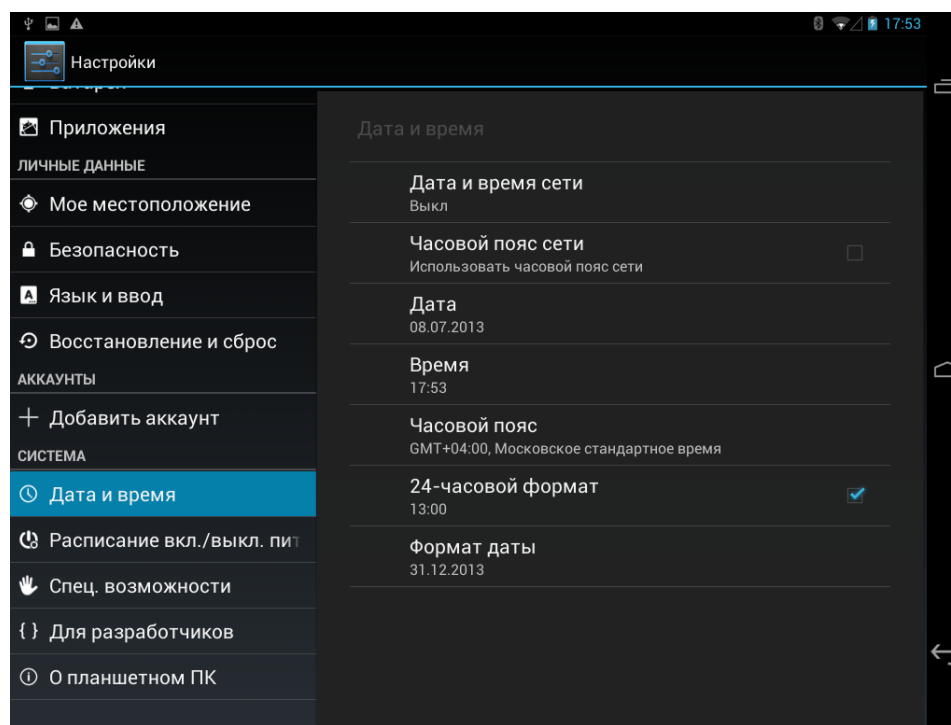 17:53
Настройки
Приложения
ЛИЧНЫЕ ДАННЫЕ
Мое местоположение
Безопасность
Язык и ввод
Восстановление и сброс
АККАУНТЫ
Добавить аккаунт
СИСТЕМА
Дата и время
Расписание вкл./выкл. пит
Спец. возможности
{ } Для разработчиков
О планшетном ПК
Дата и время
Дата и время сети
Выкл
Часовой пояс сети
Использовать часовой пояс сети
Дата
08.07.2013
Время
17:53
Часовой пояс
GMT+04:00, Московское стандартное время
24-часовой формат
13:00
Формат даты
31.12.2013